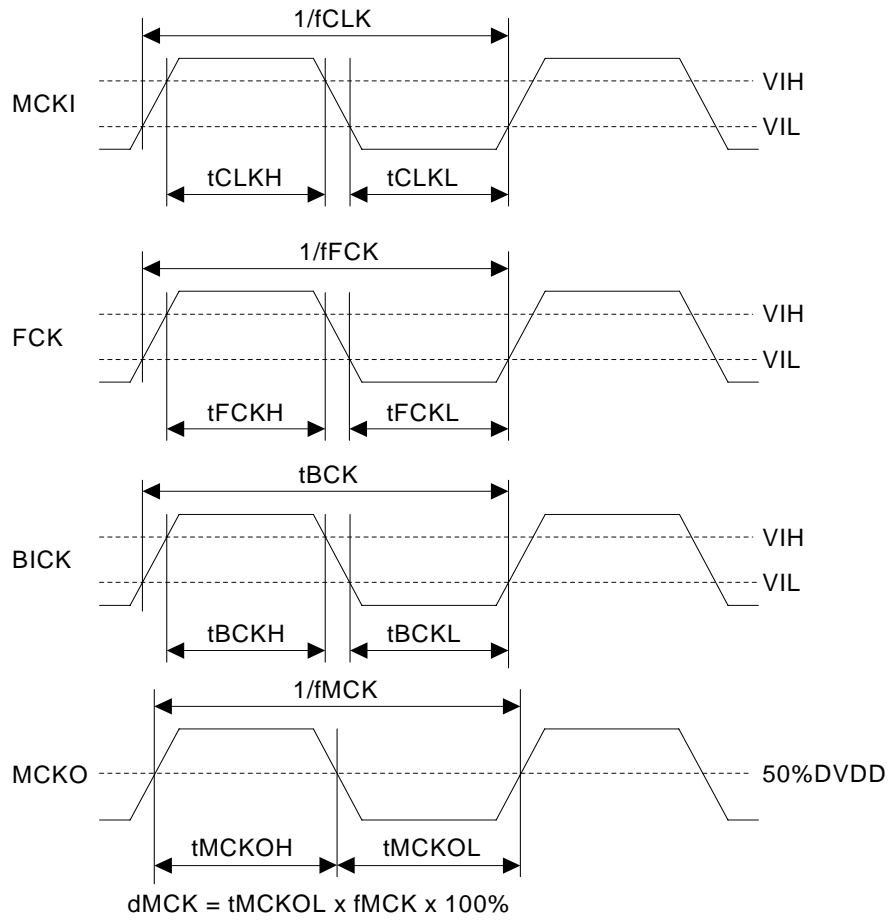 1/fCLK
MCKI
VIH
VIL
tCLKH
tCLKL
1/fFCK
FCK
VIH
VIL
tFCKH
tFCKL
tBCK
BICK
VIH
VIL
tBCKH
tBCKL
1/fMCK
MCKO
50%DVDD
tMCKOH
tMCKOL
dMCK = tMCKOL x fMCK x 100%